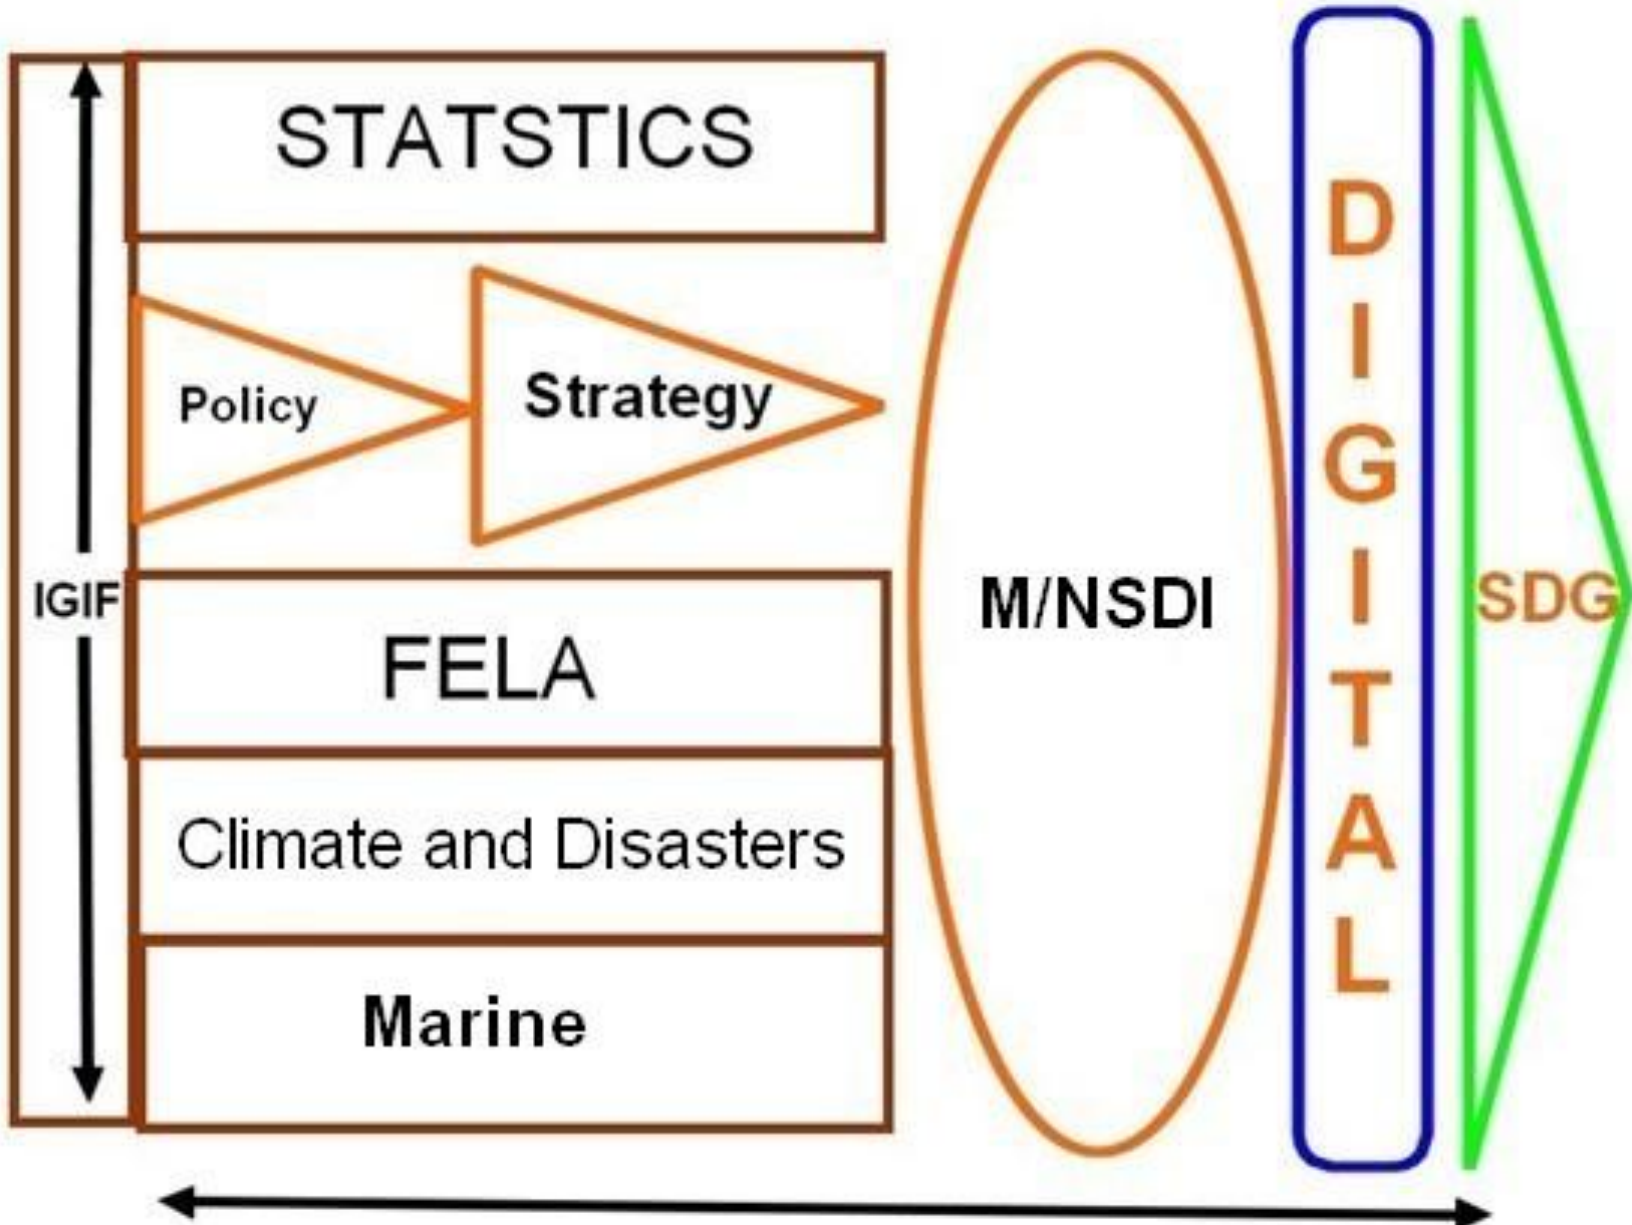 STATSTICS
Policy
Strategy
IGIF
FELA
Climate and Disasters
Marine
M/NSDI
DIGITAL
SDG